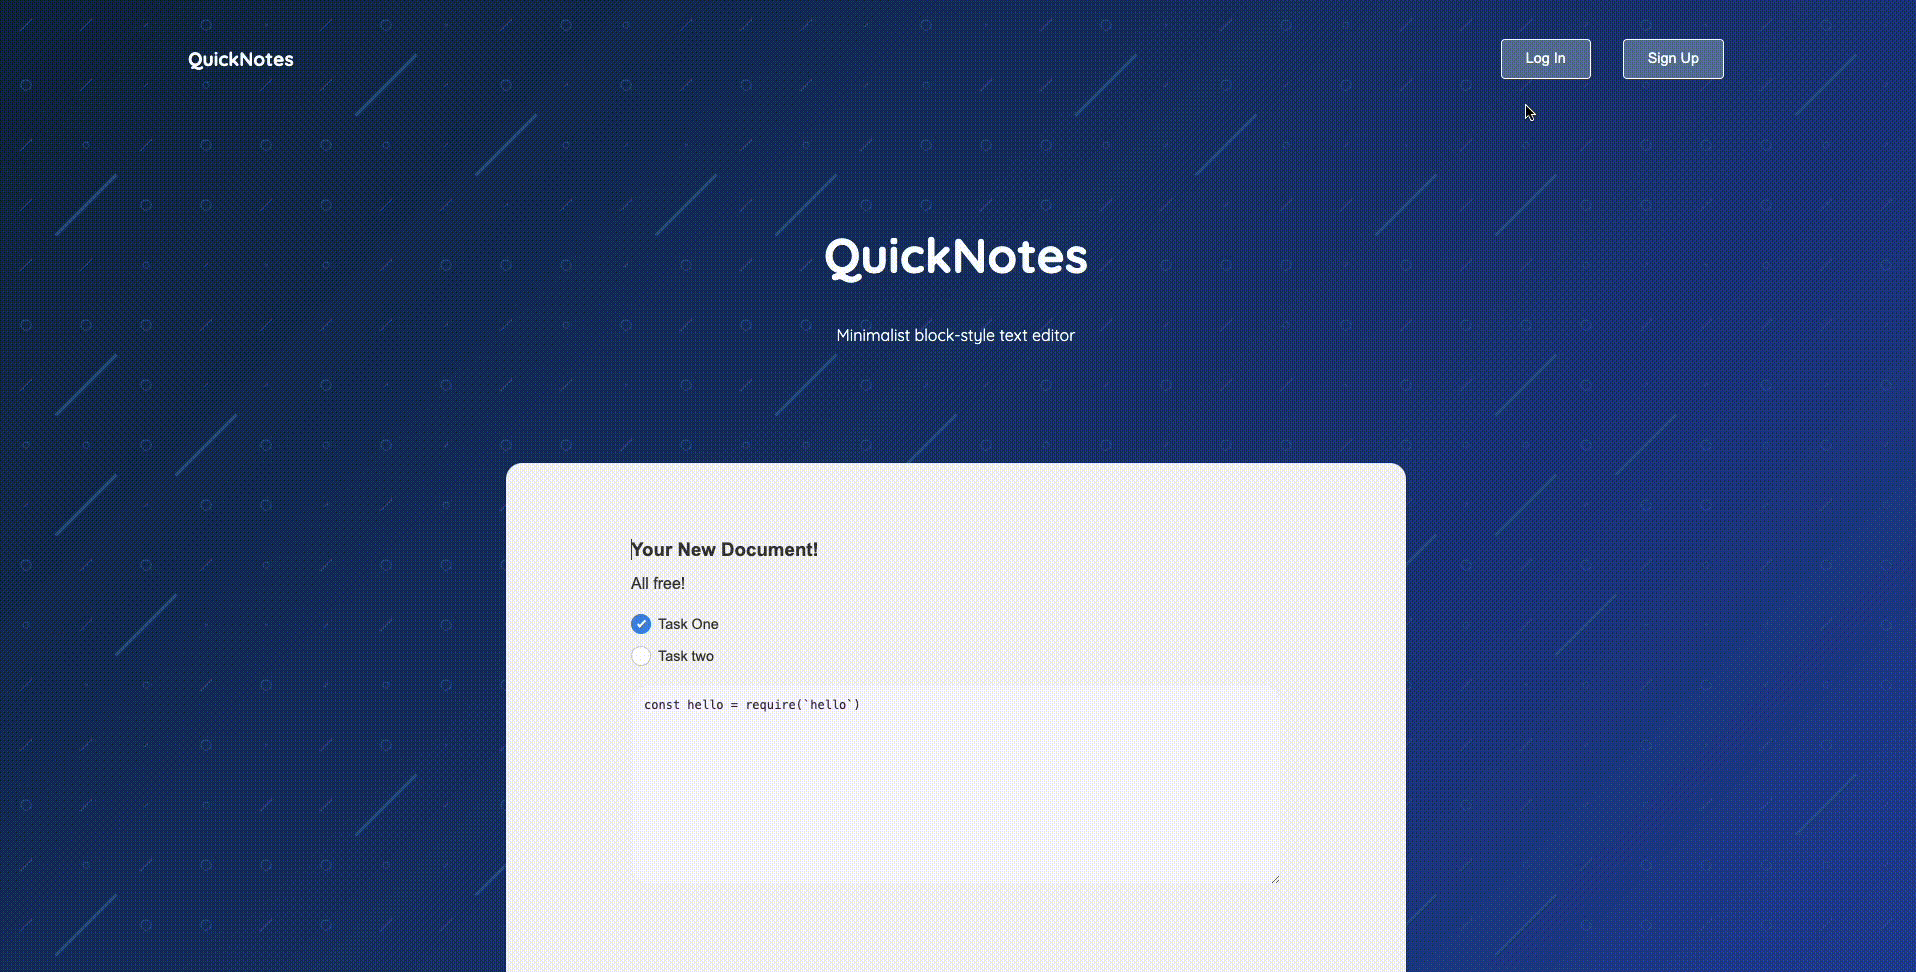 QuickNotes
Log In
Sign Up
QuickNotes
Minimalist block-style text editor
Your New Document!
All free!
Task One
Task two
const hello = require(`hello`)